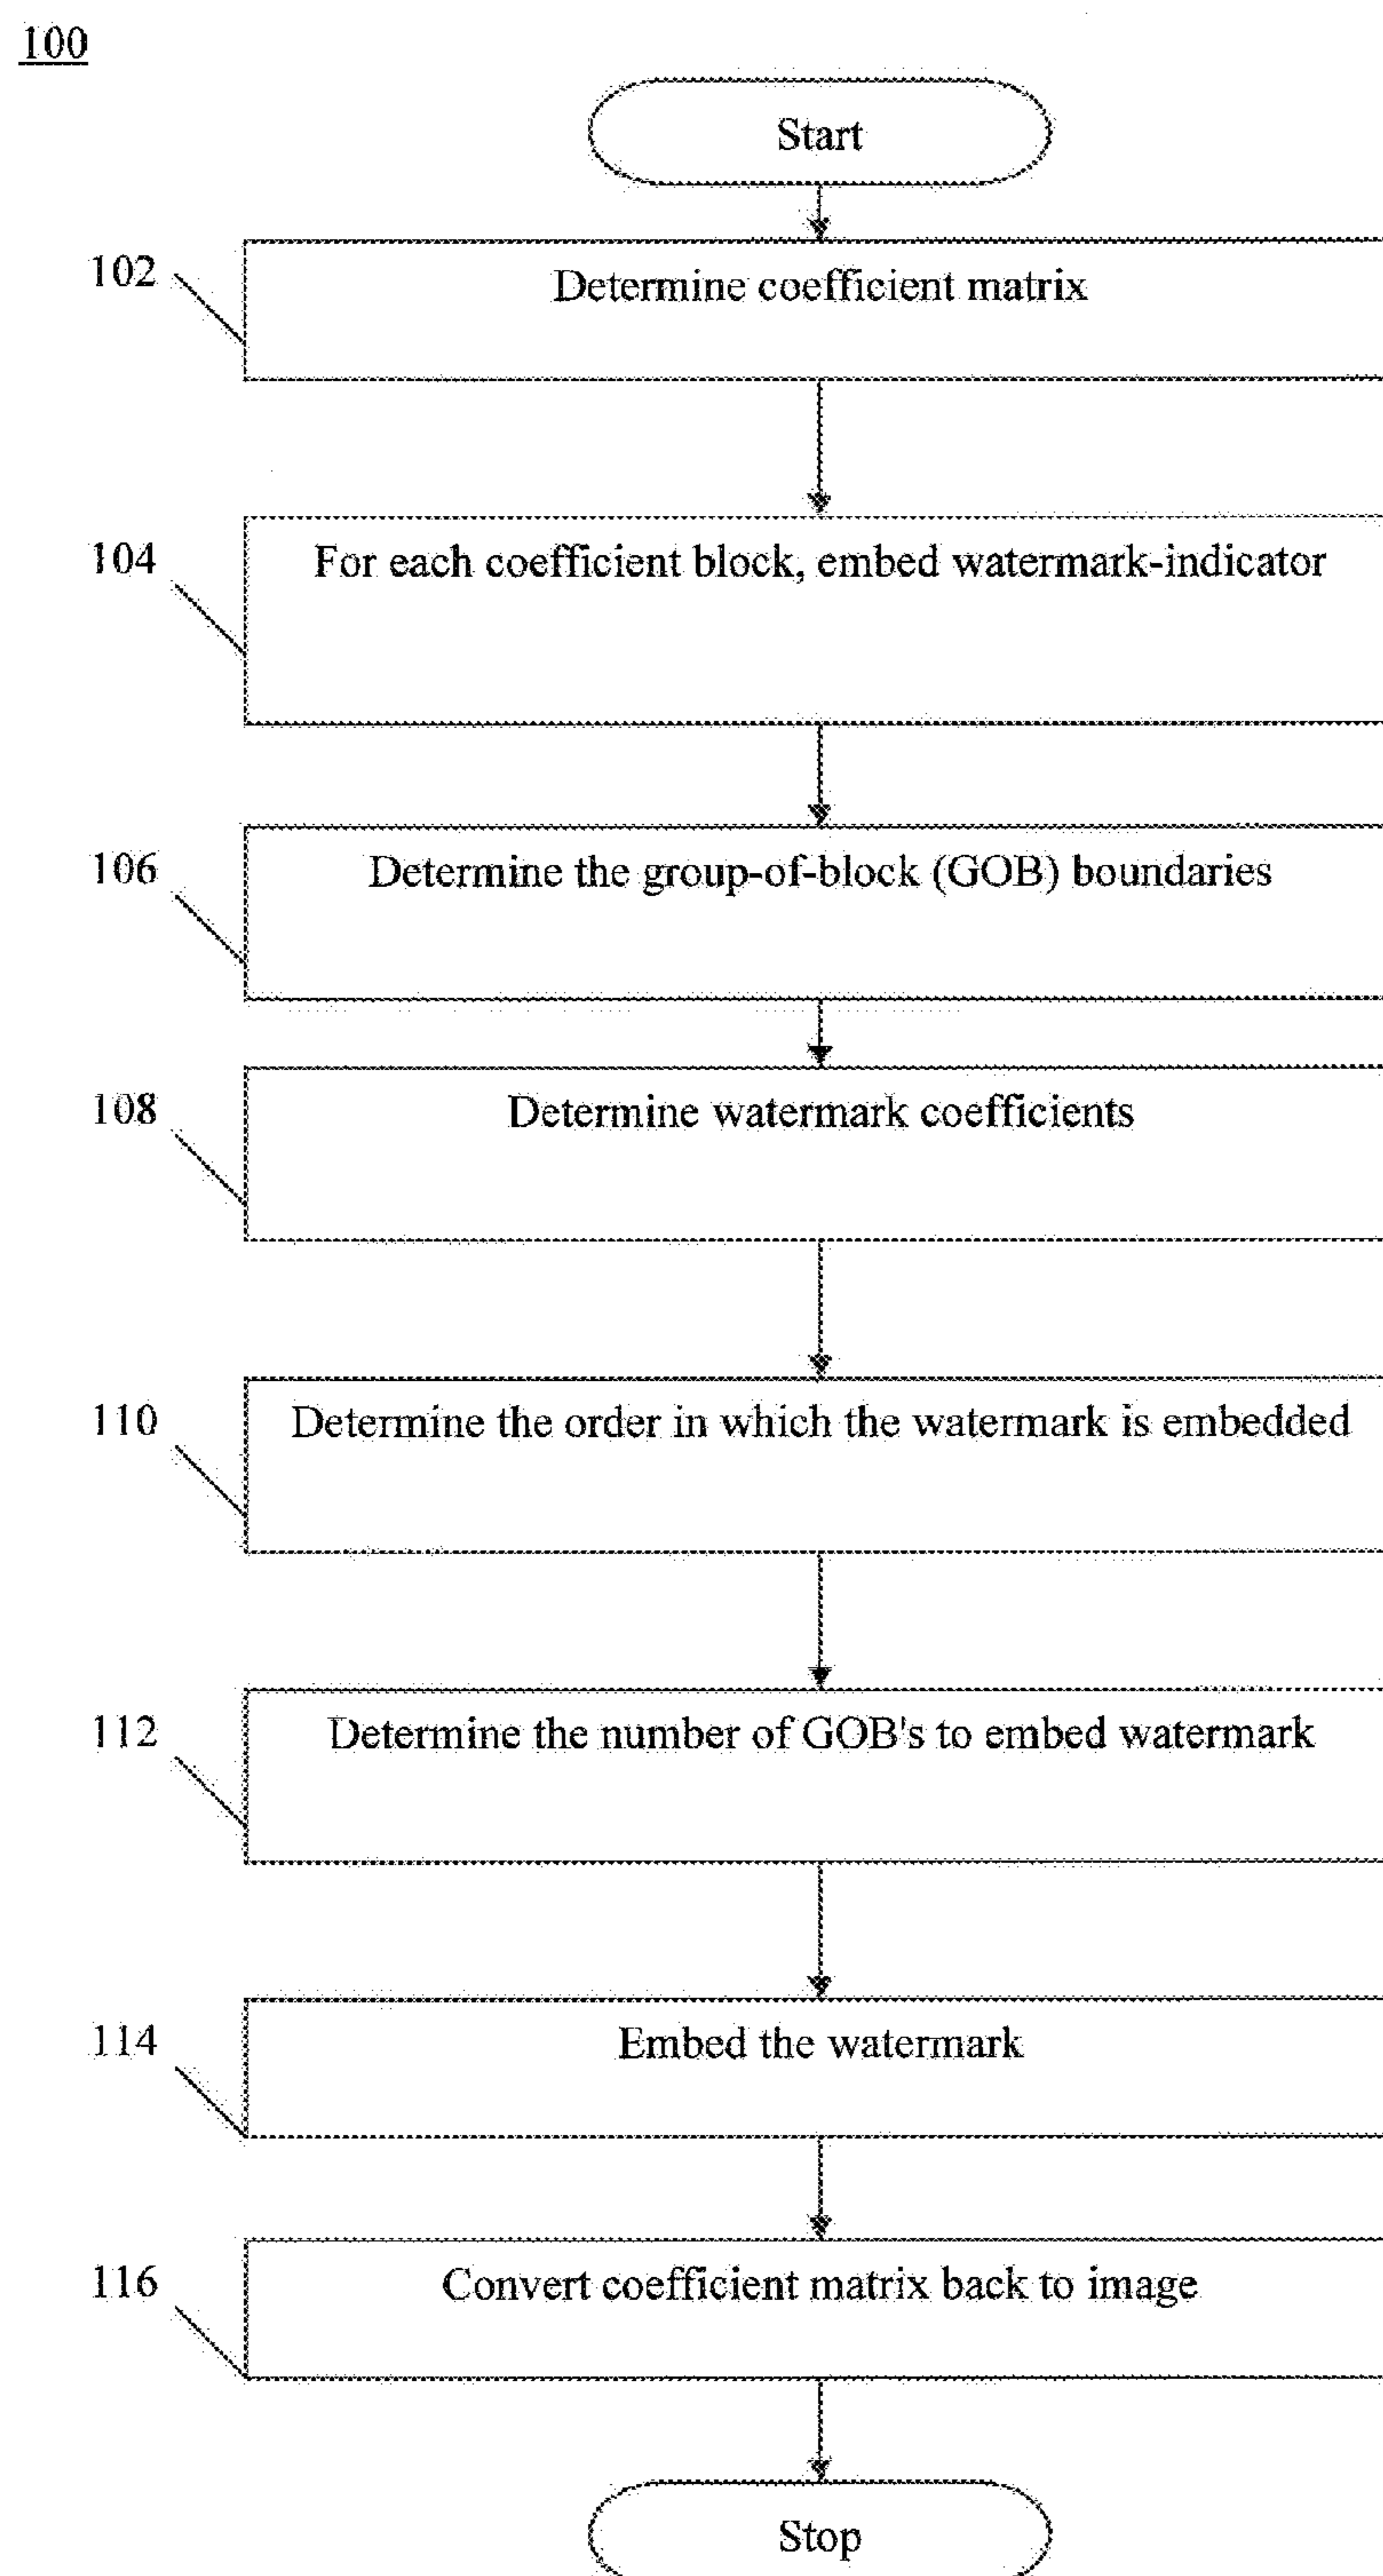 100
Start
102
Determine coefficient matrix
104
For each coefficient block, embed watermark-indicator
106
Determine the group-of-block (GOB) boundaries
108
Determine watermark coefficients
110
Determine the order in which the watermark is embedded
112
Determine the number of GOB's to embed watermark
114
Embed the watermark
116
Convert coefficient matrix back to image
Stop